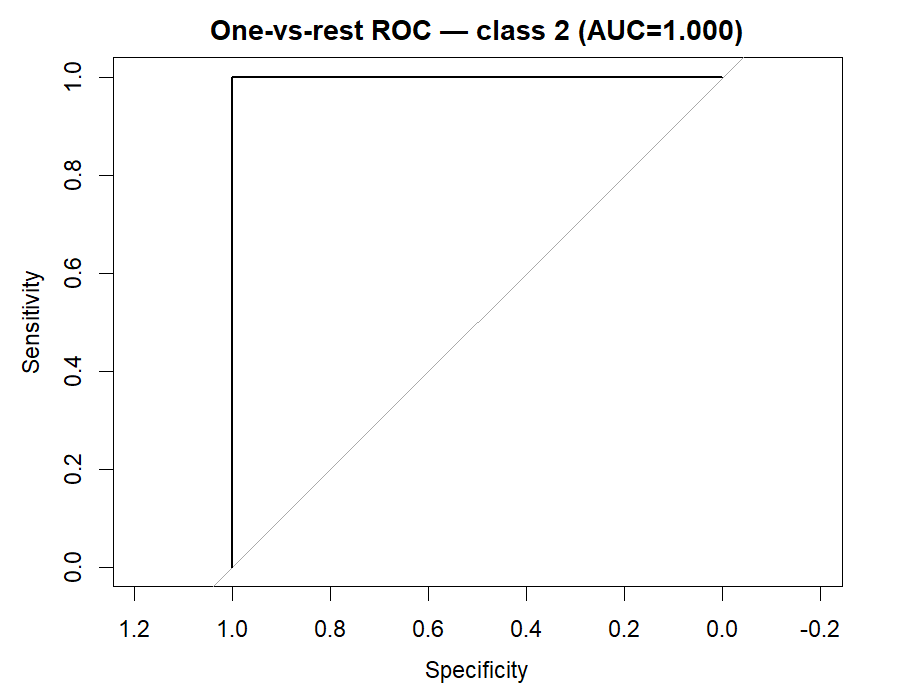 One-vs-rest ROC — class 2 (AUC=1.000)
1.0
0.8
0.6
0.4
0.2
0.0
Sensitivity
1.2 1.0 0.8 0.6 0.4 0.2 0.0 -0.2
Specificity